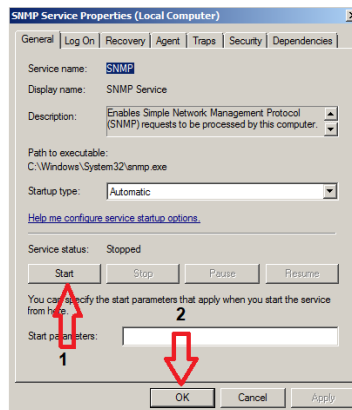 SNMP Service Properties (Local Computer)
General Log On Recovery Agent Traps Security Dependencies
Service name: SNMP
Display name: SNMP Service
Description: Enables Simple Network Management Protocol
(SNMP) requests to be processed by this computer.
Path to executable:
C:\Windows\System32\snmp.exe
Startup type: Automatic
Help me configure service startup options.
Service status: Stopped
Start Stop Pause Resume
You can specify the start parameters that apply when you start the service
from here.
2
Start parameters:
1
OK Cancel Apply